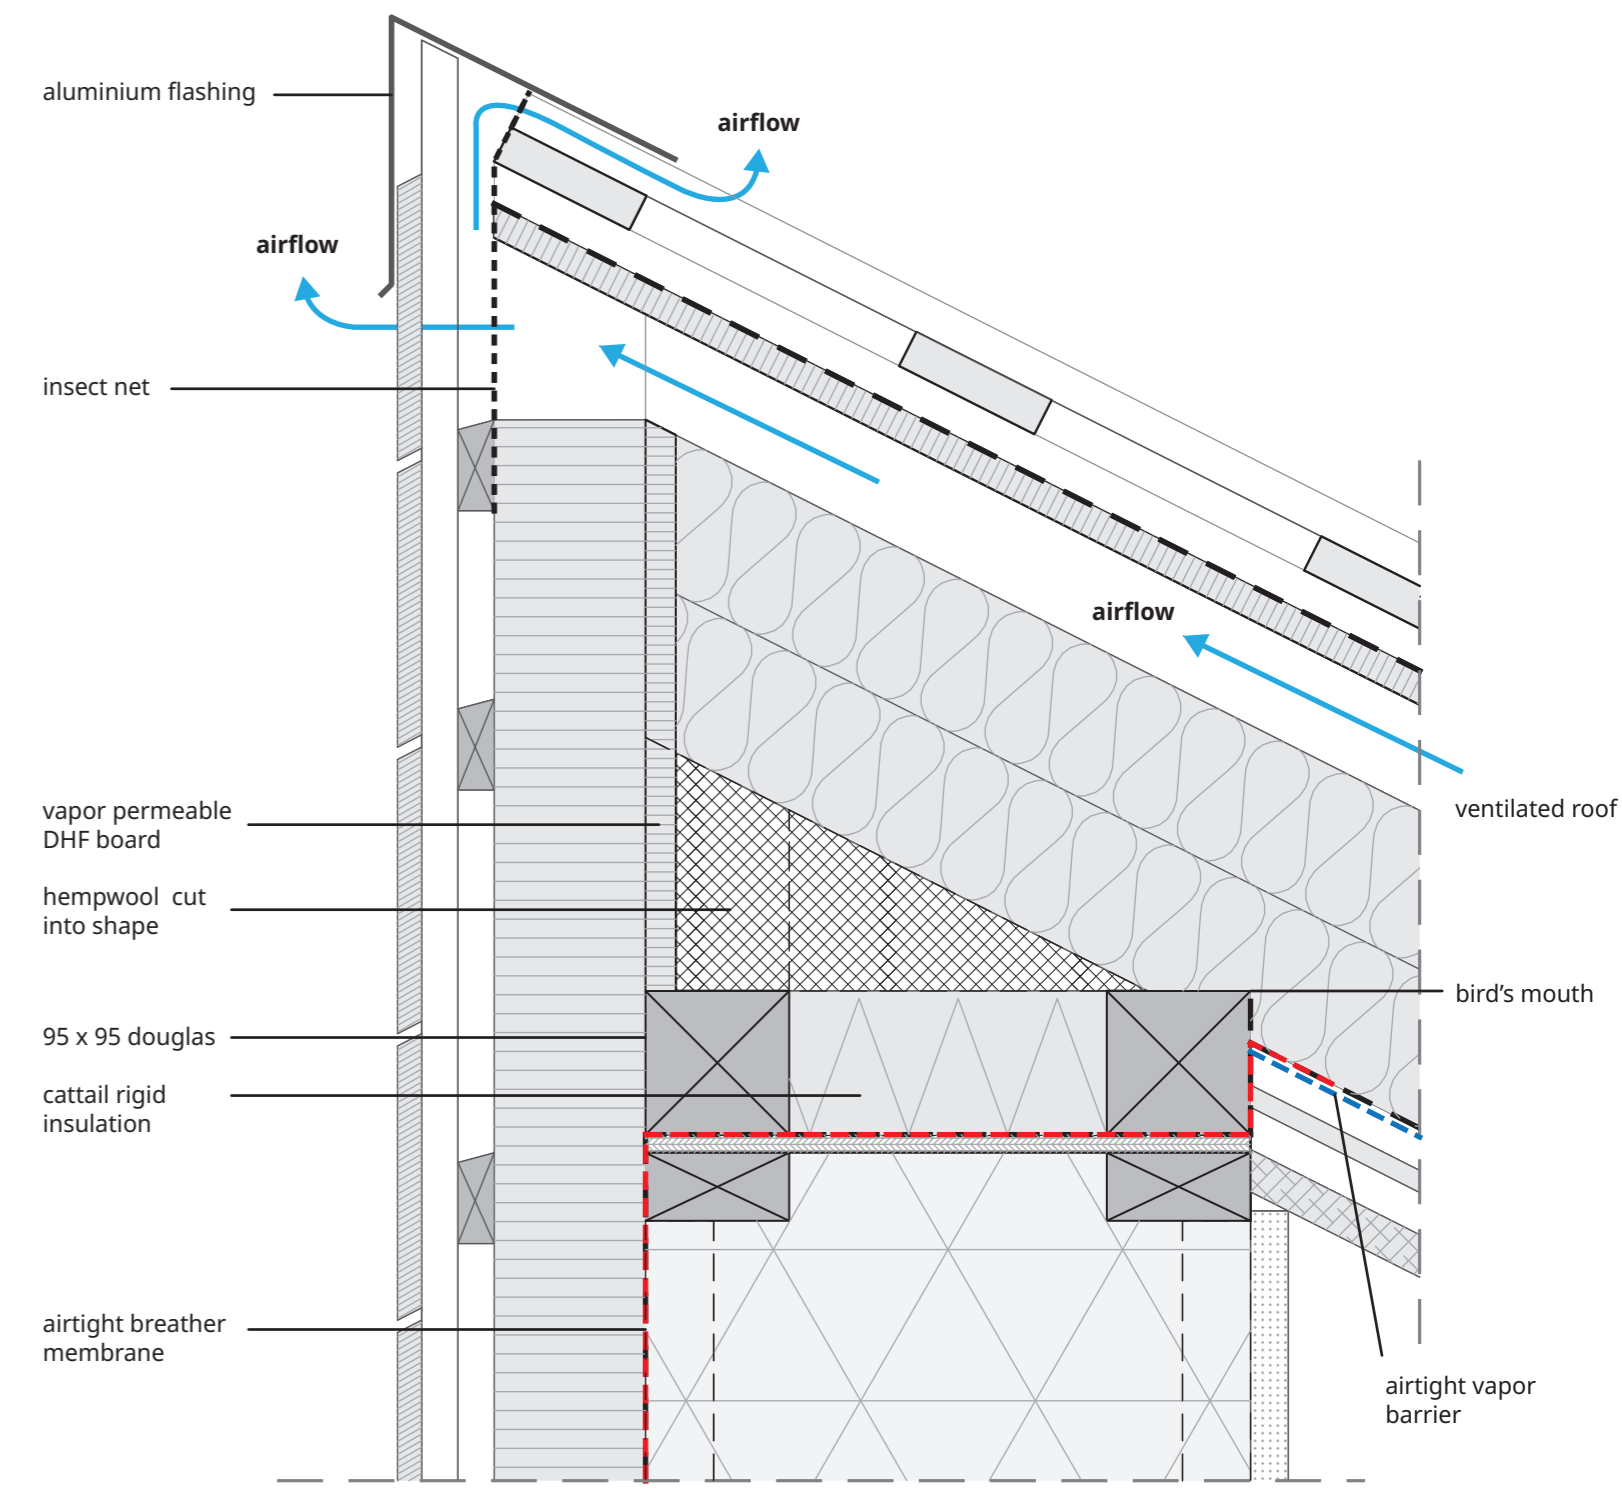 aluminium flashing
airflow
airflow
insect net
airflow
vapor permeable
DHF board
ventilated roof
hempwool cut
into shape
bird’s mouth
95 x 95 douglas
cattail rigid
insulation
airtight breather
membrane
airtight vapor
barrier